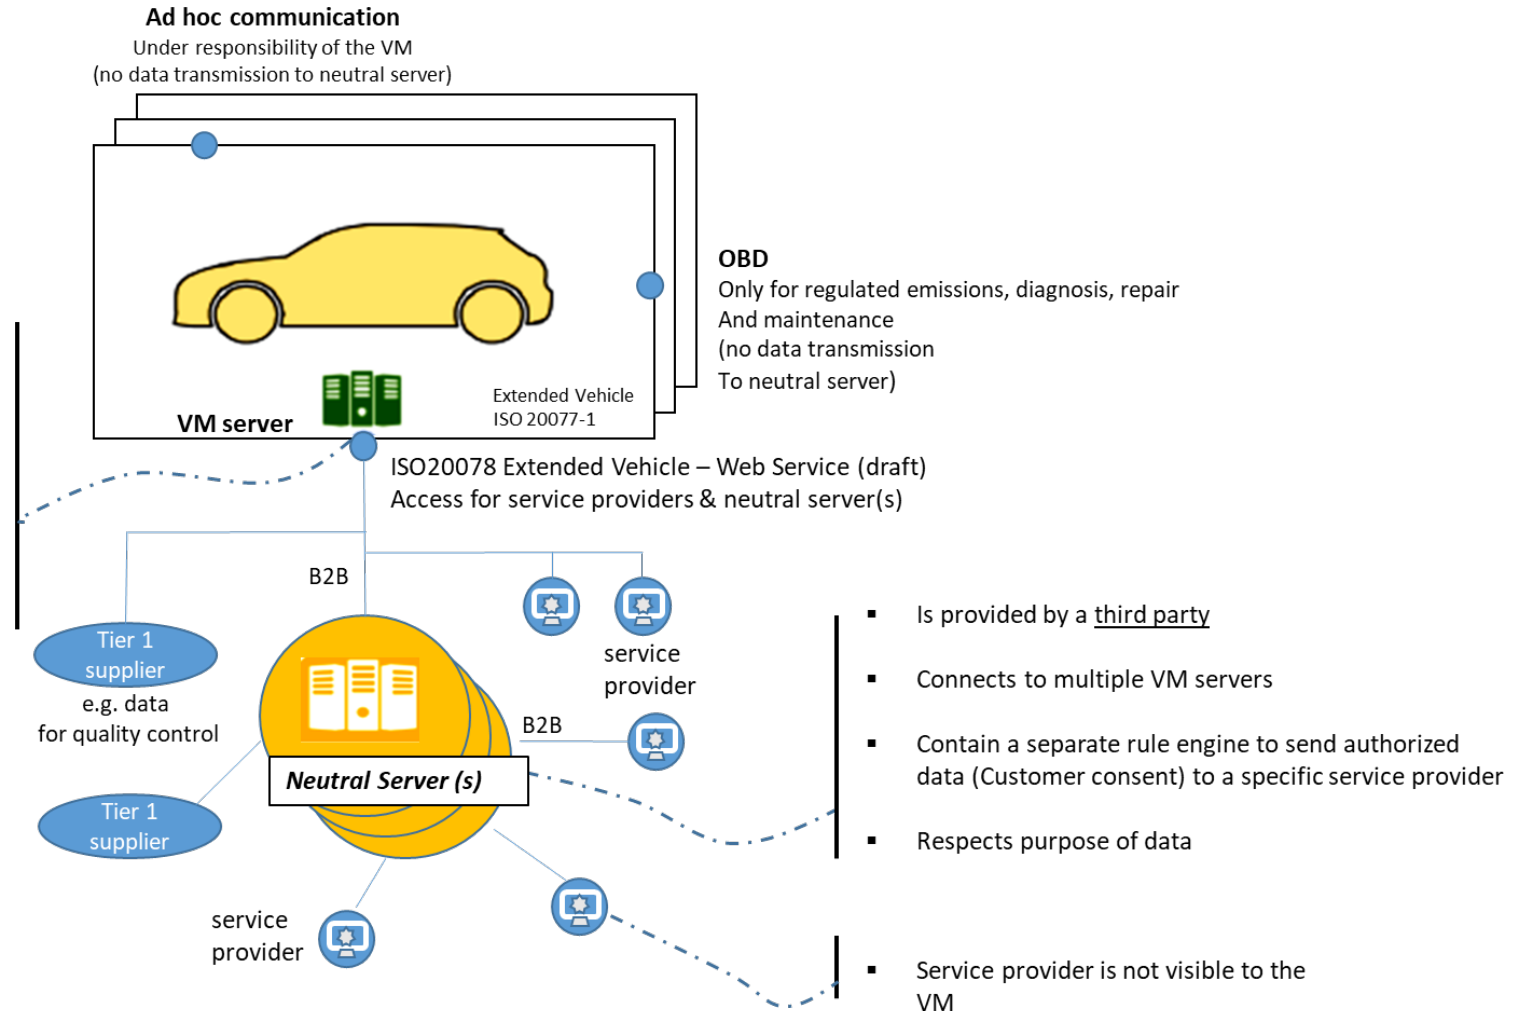 Ad hoc communication
Under responsibility of the VM
(no data transmission to neutral server)
OBD
Only for regulated emissions, diagnosis, repair
And maintenance
(no data transmission
To neutral server)
Extended Vehicle
ISO 20077-1
VM server
ISO20078 Extended Vehicle – Web Service (draft)
Access for service providers & neutral server(s)
B2B
Tier 1
supplier
e.g. data
for quality control
service
provider
B2B
Neutral Server (s)
Tier 1
supplier
service
provider
▪ Is provided by a third party
▪ Connects to multiple VM servers
▪ Contain a separate rule engine to send authorized
data (Customer consent) to a specific service provider
▪ Respects purpose of data
▪ Service provider is not visible to the
VM